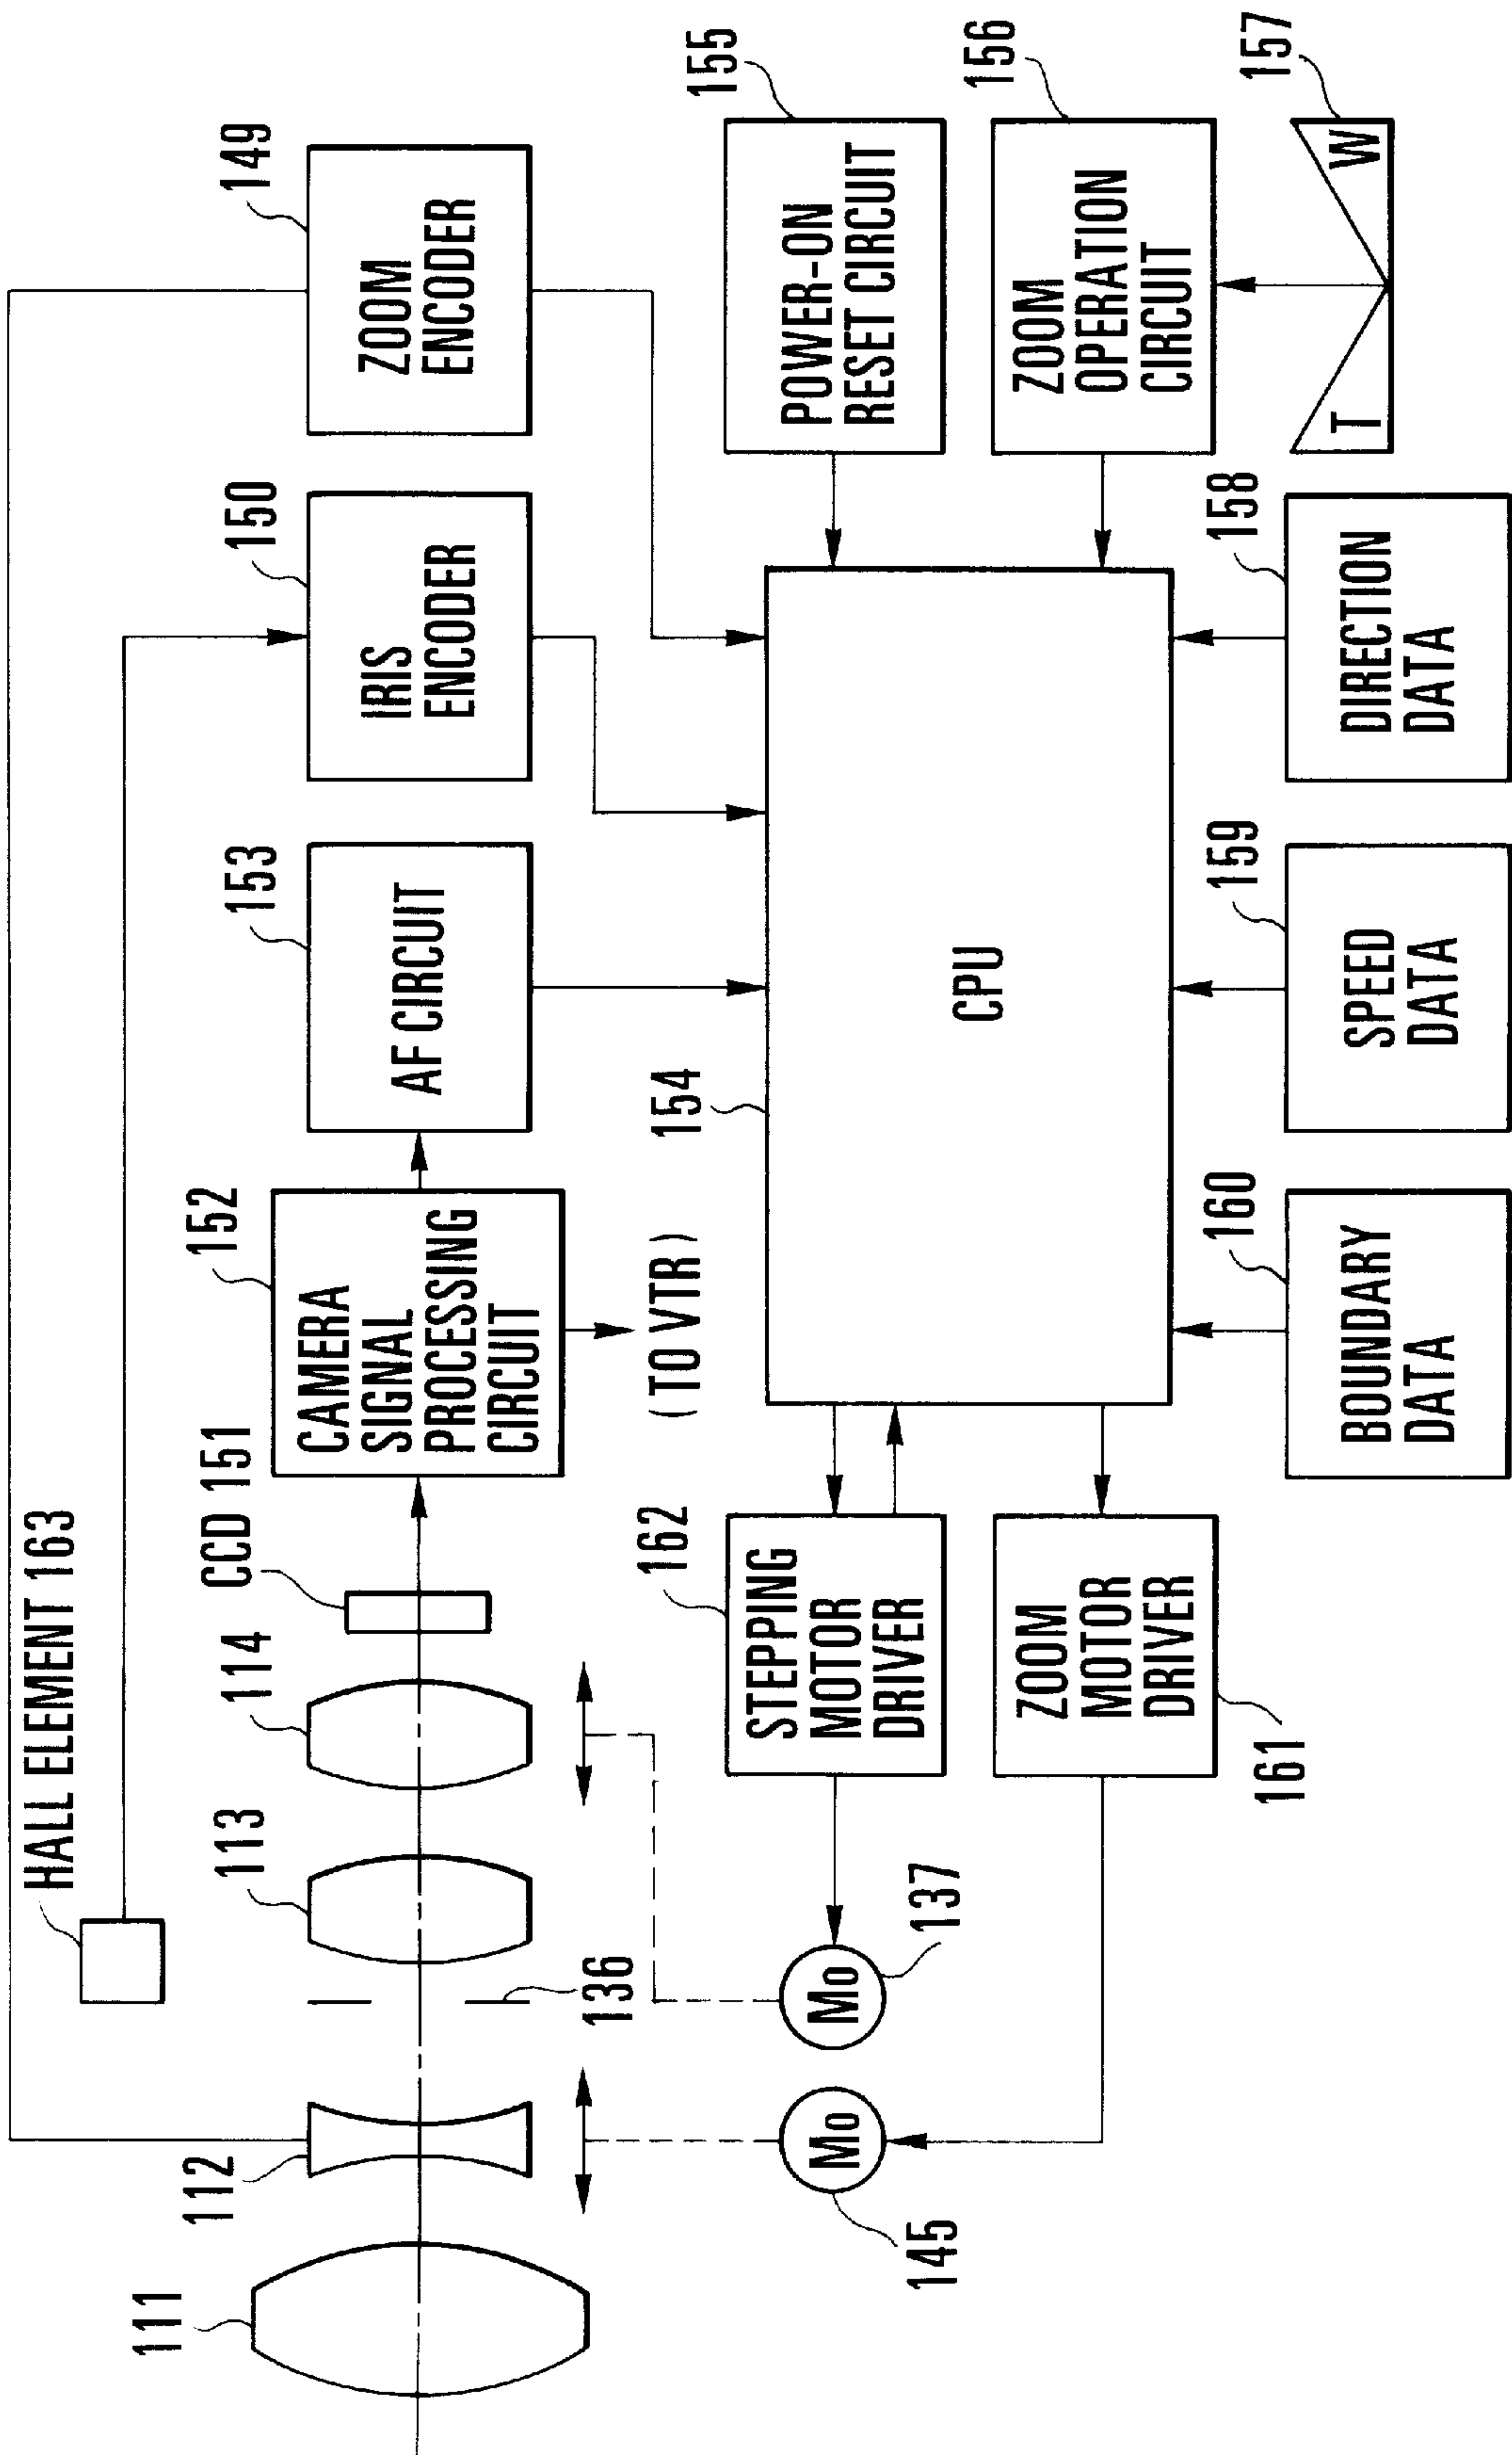 HALL ELEMENT 163
111
112
136
113
114
CCD 151
152
CAMERA
SIGNAL
PROCESSING
CIRCUIT
(TO VTR)
153
AF CIRCUIT
150
IRIS
ENCODER
149
ZOOM
ENCODER
145
Mo
137
Mo
162
STEPPING
MOTOR
DRIVER
161
ZOOM
MOTOR
DRIVER
154
CPU
155
POWER-ON
RESET CIRCUIT
156
ZOOM
OPERATION
CIRCUIT
157
T
W
160
BOUNDARY
DATA
159
SPEED
DATA
158
DIRECTION
DATA